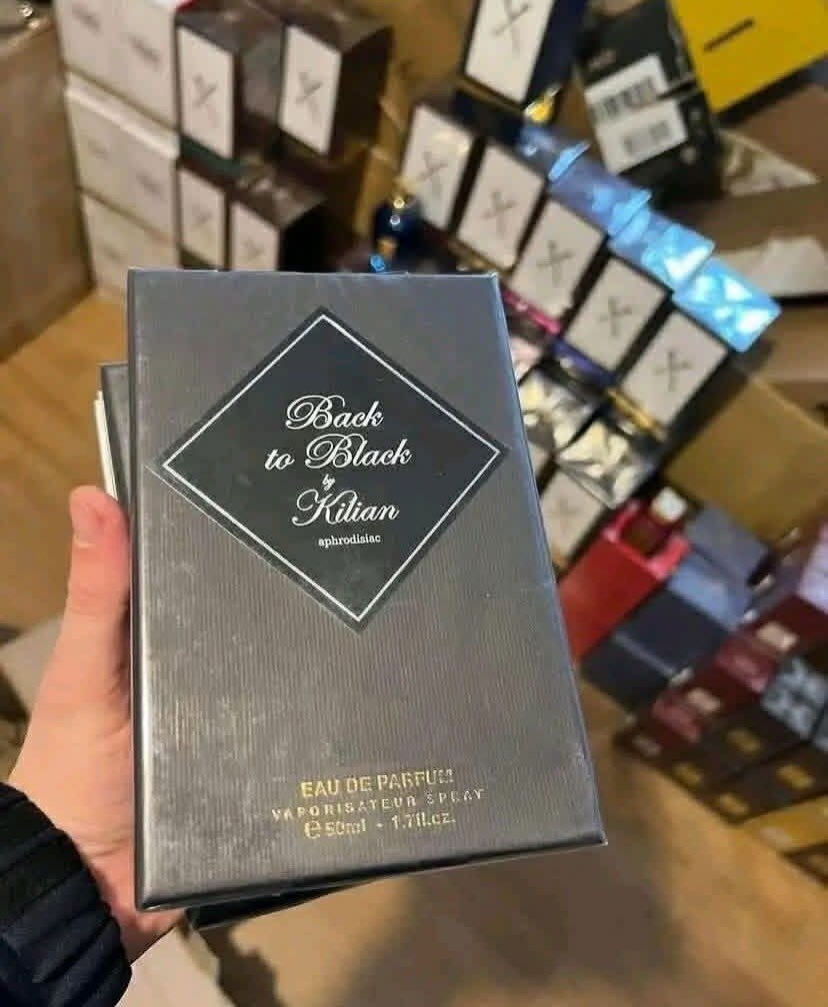 Back
to Black
by
Kilian
aphrodisiac
EAU DE PARFUM
VAPORISATEUR SPRAY
℮ 50ml - 1.7fl.oz.